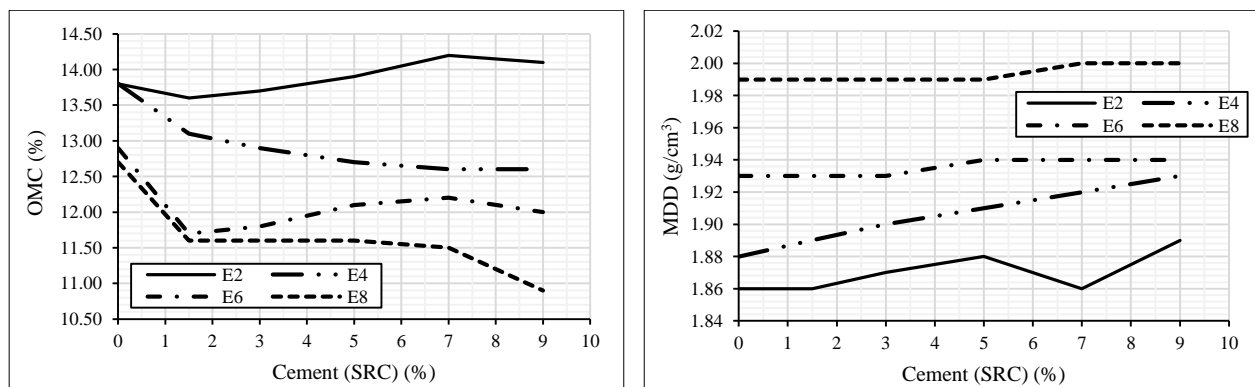 14.50
14.00
13.50
13.00
12.50
12.00
11.50
11.00
10.50
OMC (%)
E2 E4
E6 E8
0 1 2 3 4 5 6 7 8 9 10
Cement (SRC) (%)
2.02
2.00
1.98
1.96
1.94
1.92
1.90
1.88
1.86
1.84
MDD (g/cm³)
E2 E4
E6 E8
0 1 2 3 4 5 6 7 8 9 10
Cement (SRC) (%)